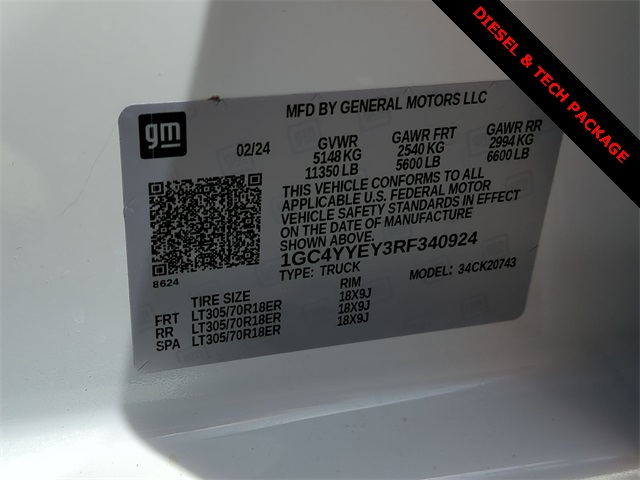 DIESEL & TECH PACKAGE
MFD BY GENERAL MOTORS LLC
gm
02/24
GVWR GAWR FRT GAWR RR
5148 KG 2540 KG 2994 KG
11350 LB 5600 LB 6600 LB
THIS VEHICLE CONFORMS TO ALL
APPLICABLE U.S. FEDERAL MOTOR
VEHICLE SAFETY STANDARDS IN EFFECT
ON THE DATE OF MANUFACTURE
SHOWN ABOVE.
1GC4YYEY3RF340924
8624
TYPE: TRUCK MODEL: 34CK20743
TIRE SIZE RIM
FRT LT305/70R18ER 18X9J
RR LT305/70R18ER 18X9J
SPA LT305/70R18ER 18X9J